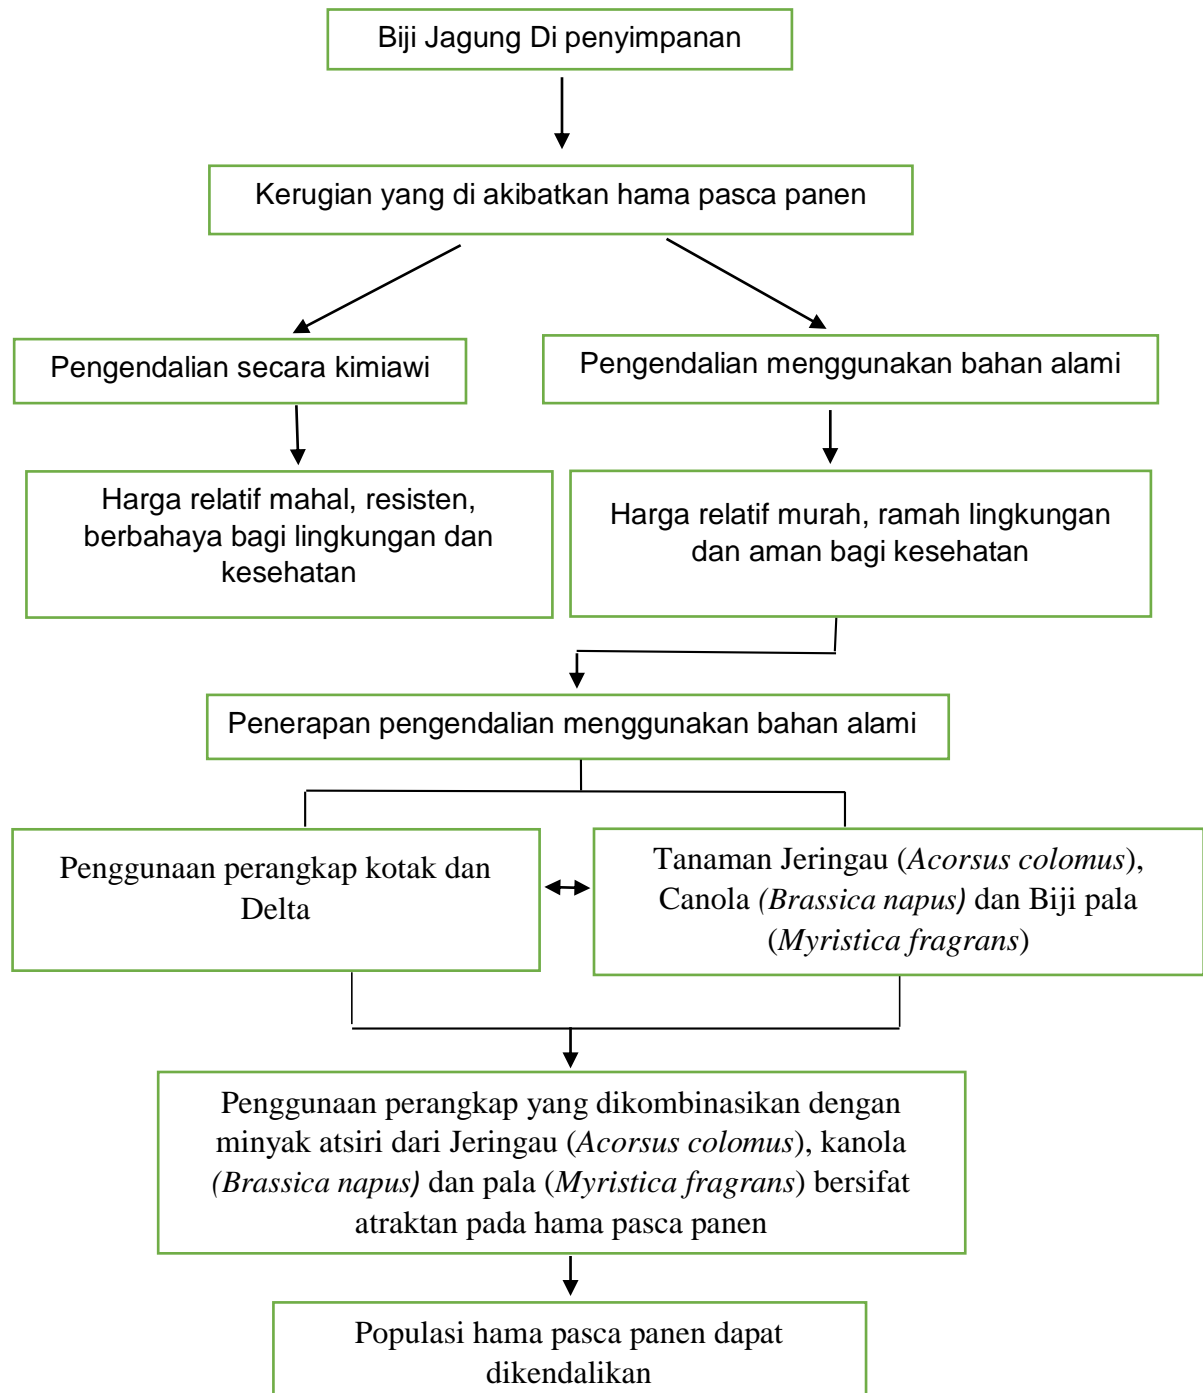 Biji Jagung Di penyimpanan
Kerugian yang di akibatkan hama pasca panen
Pengendalian secara kimiawi
Pengendalian menggunakan bahan alami
Harga relatif mahal, resisten,
berbahaya bagi lingkungan dan
kesehatan
Harga relatif murah, ramah lingkungan
dan aman bagi kesehatan
Penerapan pengendalian menggunakan bahan alami
Penggunaan perangkap kotak dan
Delta
Tanaman Jeringau (Acorsus colomus),
Canola (Brassica napus) dan Biji pala
(Myristica fragrans)
Penggunaan perangkap yang dikombinasikan dengan
minyak atsiri dari Jeringau (Acorsus colomus), kanola
(Brassica napus) dan pala (Myristica fragrans) bersifat
atraktan pada hama pasca panen
Populasi hama pasca panen dapat
dikendalikan